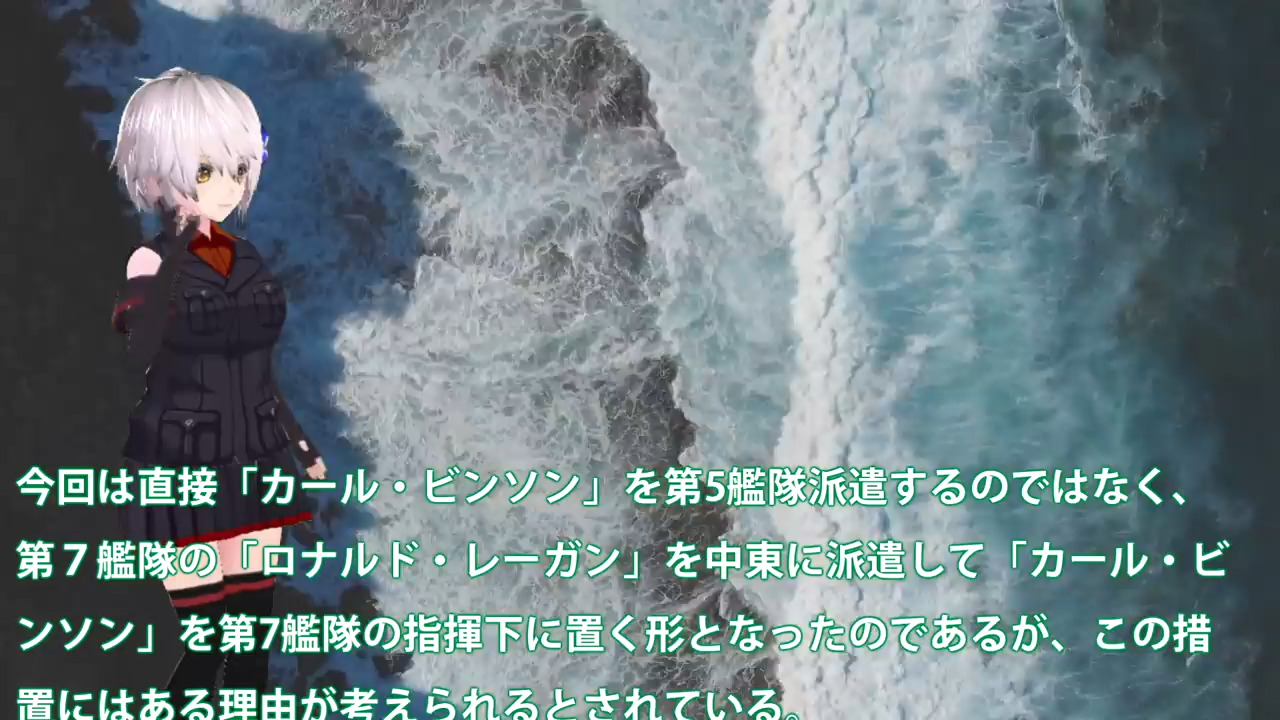 今回は直接「カール・ビンソン」を第5艦隊派遣するのではなく、
第７艦隊の「ロナルド・レーガン」を中東に派遣して「カール・ビ
ンソン」を第7艦隊の指揮下に置く形となったのであるが、この措
置にはある理由が考えられるとされている。